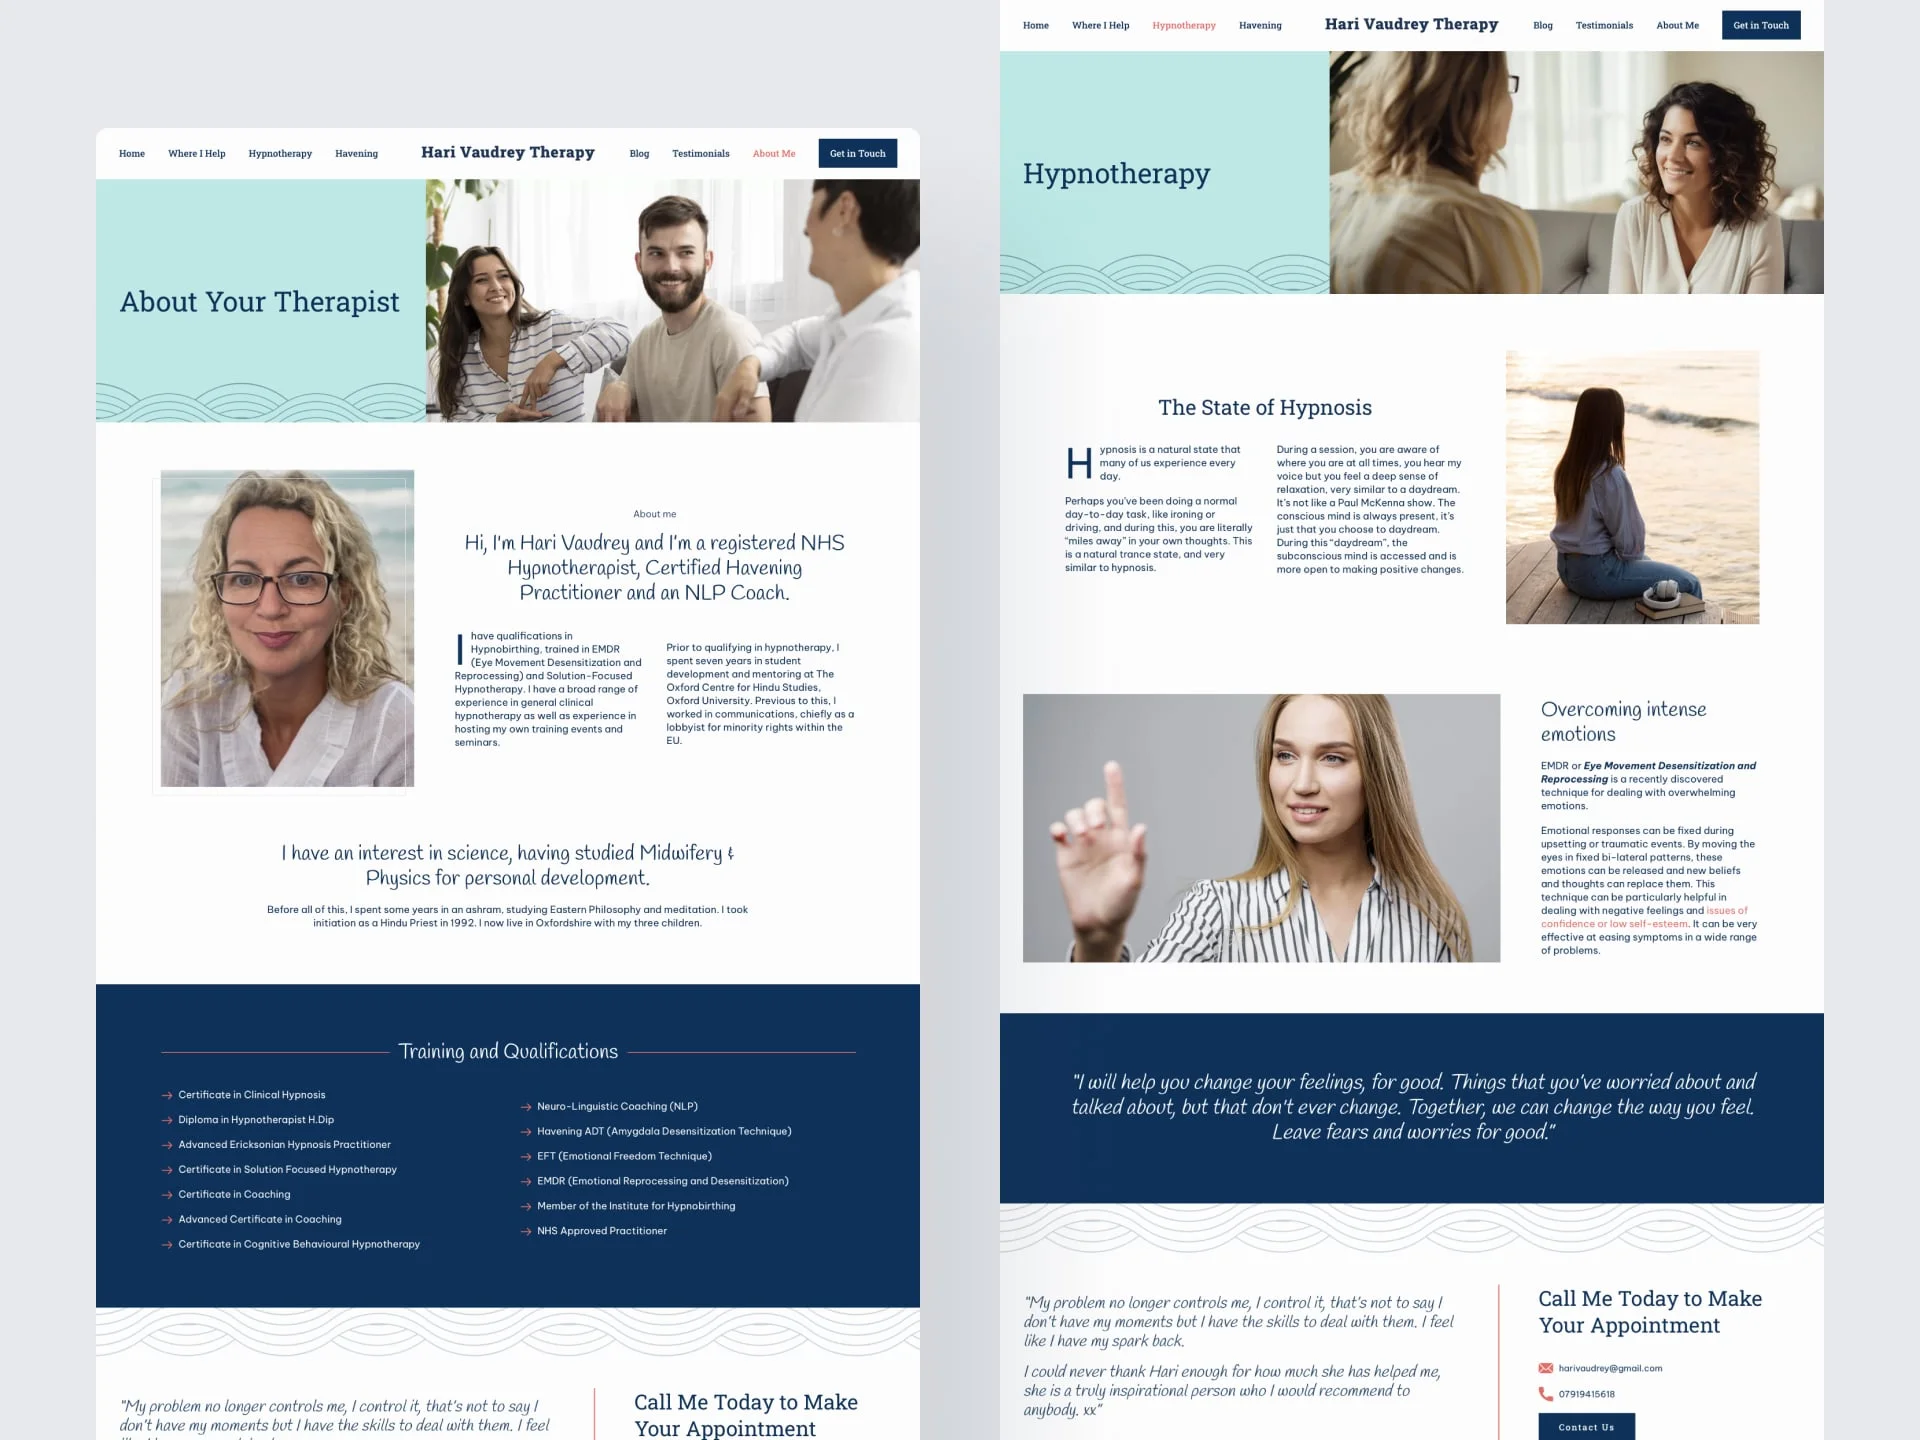 Home Where I Help Hypnotherapy Havening Hari Vaudrey Therapy Blog Testimonials About Me Get in Touch
About Your Therapist
About me
Hi, I'm Hari Vaudrey and I'm a registered NHS
Hypnotherapist, Certified Havening
Practitioner and an NLP Coach.
I have qualifications in
Hypnobirthing, trained in EMDR
(Eye Movement Desensitization and
Reprocessing) and Solution-Focused
Hypnotherapy. I have a broad range of
experience in general clinical
hypnotherapy as well as experience in
hosting my own training events and
seminars.
Prior to qualifying in hypnotherapy, I
spent seven years in student
development and mentoring at The
Oxford Centre for Hindu Studies,
Oxford University. Previous to this, I
worked in communications, chiefly as a
lobbyist for minority rights within the
EU.
I have an interest in science, having studied Midwifery &
Physics for personal development.
Before all of this, I spent some years in an ashram, studying Eastern Philosophy and meditation. I took
initiation as a Hindu Priest in 1992. I now live in Oxfordshire with my three children.
Training and Qualifications
Certificate in Clinical Hypnosis
Diploma in Hypnotherapist H.Dip
Advanced Ericksonian Hypnosis Practitioner
Certificate in Solution Focused Hypnotherapy
Certificate in Coaching
Advanced Certificate in Coaching
Certificate in Cognitive Behavioural Hypnotherapy
Neuro-Linguistic Coaching (NLP)
Havening ADT (Amygdala Desensitization Technique)
EFT (Emotional Freedom Technique)
EMDR (Emotional Reprocessing and Desensitization)
Member of the Institute for Hypnobirthing
NHS Approved Practitioner
"My problem no longer controls me, I control it, that's not to say I
don't have my moments but I have the skills to deal with them. I feel
Call Me Today to Make
Your Appointment
Home Where I Help Hypnotherapy Havening Hari Vaudrey Therapy Blog Testimonials About Me Get in Touch
Hypnotherapy
The State of Hypnosis
Hypnosis is a natural state that
many of us experience every
day.
Perhaps you've been doing a normal
day-to-day task, like ironing or
driving, and during this, you are literally
"miles away" in your own thoughts. This
is a natural trance state, and very
similar to hypnosis.
During a session, you are aware of
where you are at all times, you hear my
voice but you feel a deep sense of
relaxation, very similar to a daydream.
It's not like a Paul McKenna show. The
conscious mind is always present, it's
just that you choose to daydream.
During this "daydream", the
subconscious mind is accessed and is
more open to making positive changes.
Overcoming intense
emotions
EMDR or Eye Movement Desensitization and
Reprocessing is a recently discovered
technique for dealing with overwhelming
emotions.
Emotional responses can be fixed during
upsetting or traumatic events. By moving the
eyes in fixed bi-lateral patterns, these
emotions can be released and new beliefs
and thoughts can replace them. This
technique can be particularly helpful in
dealing with negative feelings and issues of
confidence or low self-esteem. It can be very
effective at easing symptoms in a wide range
of problems.
"I will help you change your feelings, for good. Things that you've worried about and
talked about, but that don't ever change. Together, we can change the way you feel.
Leave fears and worries for good."
"My problem no longer controls me, I control it, that's not to say I
don't have my moments but I have the skills to deal with them. I feel
like I have my spark back.
I could never thank Hari enough for how much she has helped me,
she is a truly inspirational person who I would recommend to
anybody. xx"
Call Me Today to Make
Your Appointment
harivaudrey@gmail.com
07919415618
Contact Us